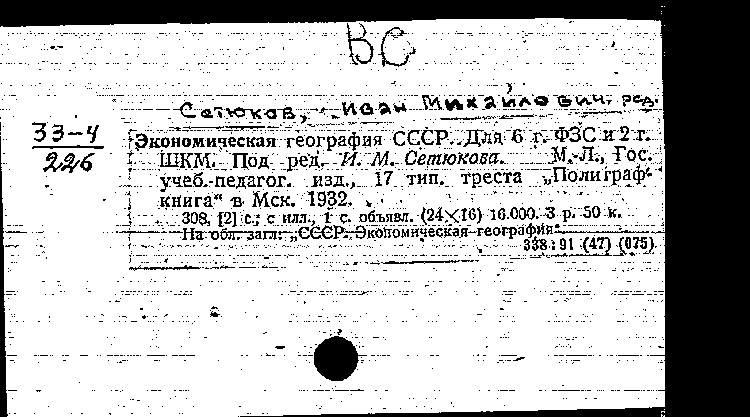 ВС
Сетюков, Иван Михайлович, ред.
33-4
226
Экономическая география СССР. Для 6 г. ФЗС и 2 г.
ШКМ. Под ред. И. М. Сетюкова. М.-Л., Гос.
учеб.-педагог. изд., 17 тип. треста „Полиграф-
книга“ в Мск. 1932.
308, [2] с.; с илл., 1 с. объявл. (24×16) 16.000. 3 р. 50 к.
На обл. загл: „СССР. Экономическая география“.
338 : 91 (47) (075)